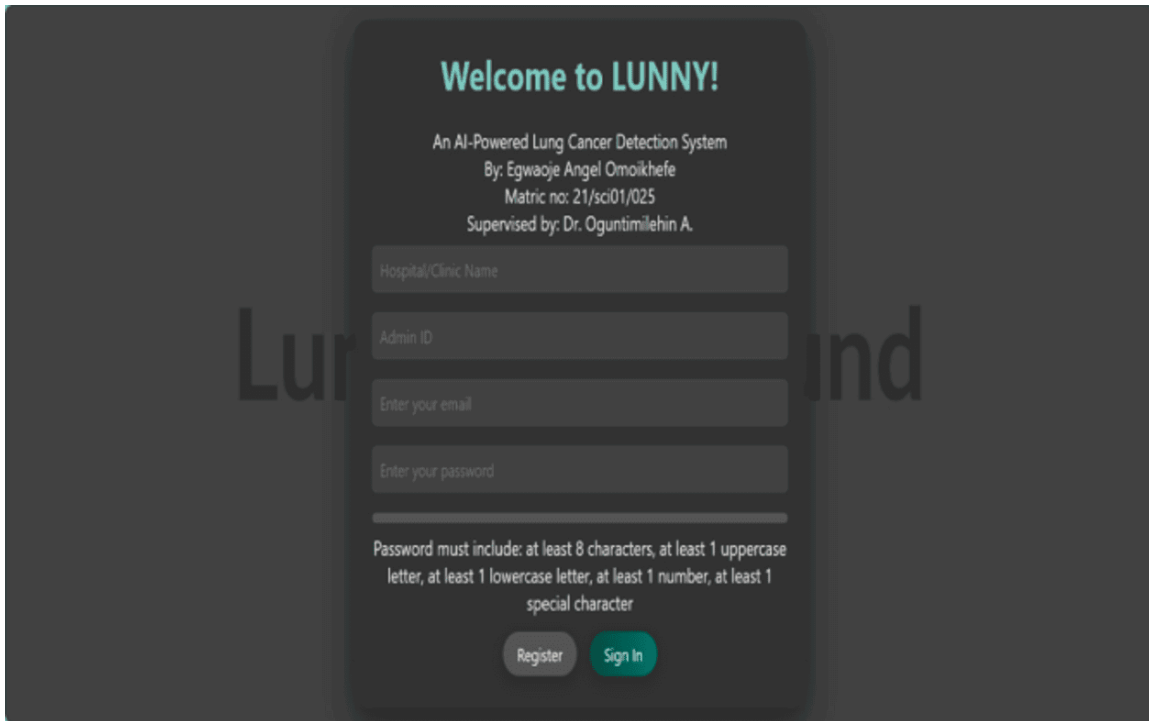 Welcome to LUNNY!
An AI-Powered Lung Cancer Detection System
By: Egwaoje Angel Omoikhefe
Matric no: 21/sci01/025
Supervised by: Dr. Oguntimilehin A.
Hospital/Clinic Name
Admin ID
Enter your email
Enter your password
Password must include: at least 8 characters, at least 1 uppercase
letter, at least 1 lowercase letter, at least 1 number, at least 1
special character
Register
Sign In